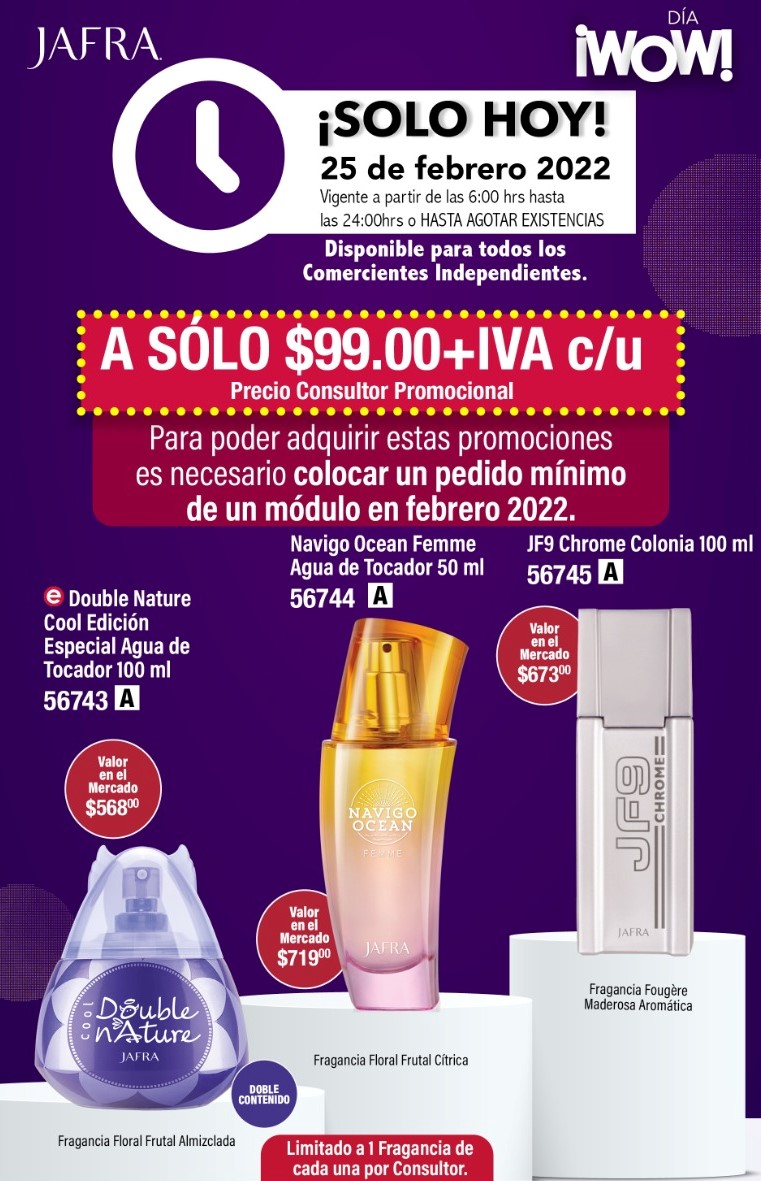 JAFRA
DÍA
¡WOW!
¡SOLO HOY!
25 de febrero 2022
Vigente a partir de las 6:00 hrs hasta
las 24:00hrs o HASTA AGOTAR EXISTENCIAS
Disponible para todos los
Comercientes Independientes.
A SÓLO $99.00+IVA c/u
Precio Consultor Promocional
Para poder adquirir estas promociones
es necesario colocar un pedido mínimo
de un módulo en febrero 2022.
e Double Nature
Cool Edición
Especial Agua de
Tocador 100 ml
56743 A
Valor
en el
Mercado
$56800
COOL
Double
nAture
JAFRA
DOBLE
CONTENIDO
Fragancia Floral Frutal Almizclada
Navigo Ocean Femme
Agua de Tocador 50 ml
56744 A
NAVIGO
OCEAN
FEMME
JAFRA
Valor
en el
Mercado
$71900
Fragancia Floral Frutal Cítrica
JF9 Chrome Colonia 100 ml
56745 A
Valor
en el
Mercado
$67300
JF9
CHROME
JAFRA
Fragancia Fougère
Maderosa Aromática
Limitado a 1 Fragancia de
cada una por Consultor.